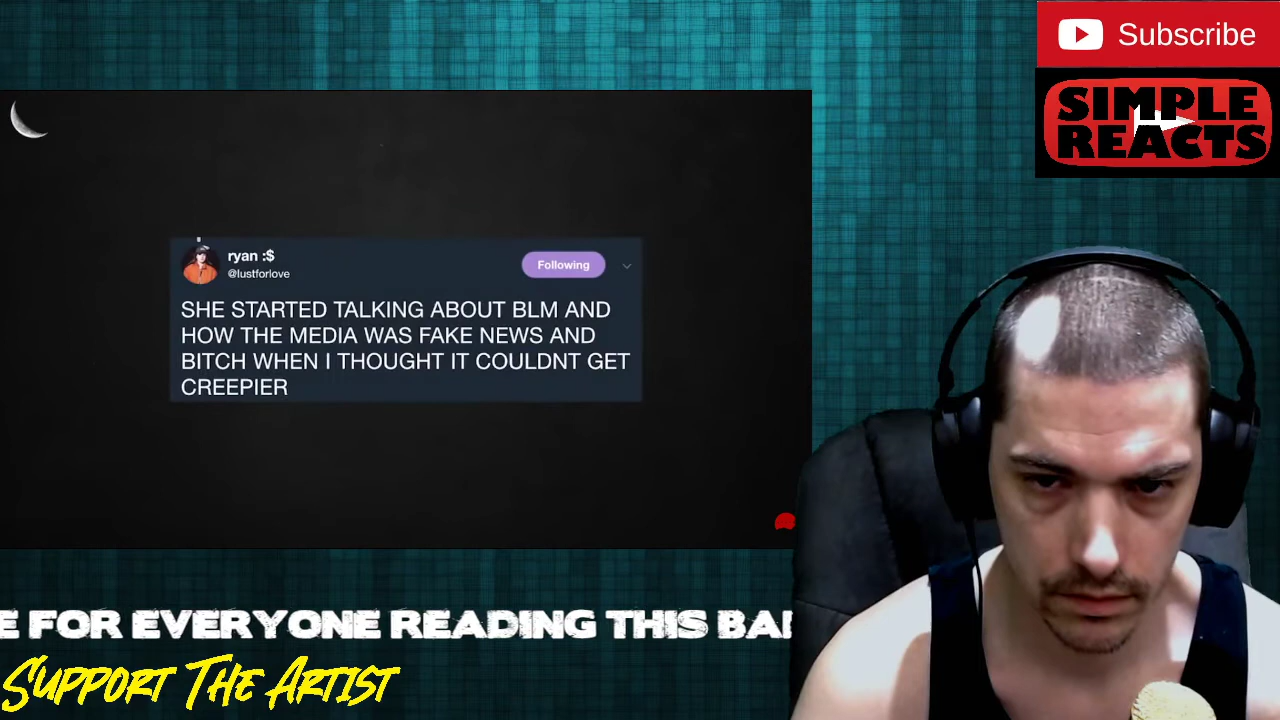 Subscribe
SIMPLE
REACTS
ryan :$
@lustforlove
Following
SHE STARTED TALKING ABOUT BLM AND
HOW THE MEDIA WAS FAKE NEWS AND
BITCH WHEN I THOUGHT IT COULDNT GET
CREEPIER
FOR EVERYONE READING THIS
Support The Artist